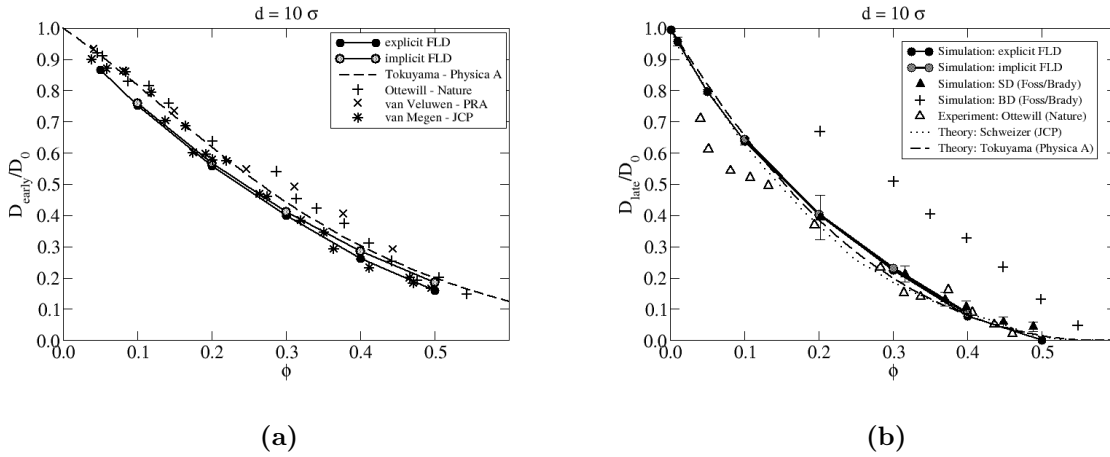 d = 10 σ
1.0
0.9
0.8
0.7
0.6
0.5
0.4
0.3
0.2
0.1
0.0
D_early/D_0
0.0 0.1 0.2 0.3 0.4 0.5
ϕ
explicit FLD
implicit FLD
Tokuyama - Physica A
Ottewill - Nature
van Veluwen - PRA
van Megen - JCP
(a)
d = 10 σ
1.0
0.9
0.8
0.7
0.6
0.5
0.4
0.3
0.2
0.1
0.0
D_late/D_0
0.0 0.1 0.2 0.3 0.4 0.5
ϕ
Simulation: explicit FLD
Simulation: implicit FLD
Simulation: SD (Foss/Brady)
Simulation: BD (Foss/Brady)
Experiment: Ottewill (Nature)
Theory: Schweizer (JCP)
Theory: Tokuyama (Physica A)
(b)